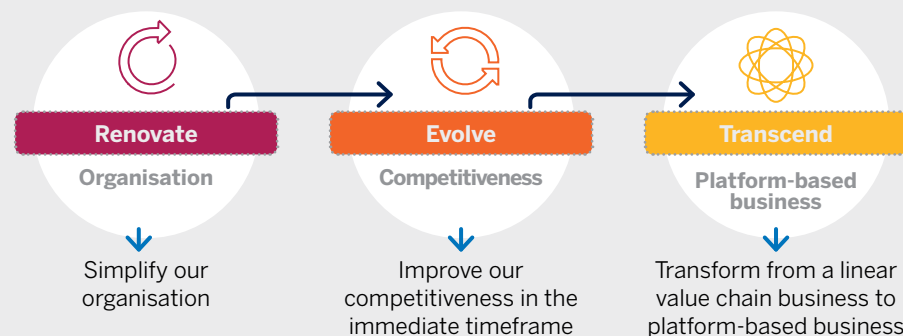 Renovate
Organisation
Simplify our
organisation
Evolve
Competitiveness
Improve our
competitiveness in the
immediate timeframe
Transcend
Platform-based
business
Transform from a linear
value chain business to
platform-based business